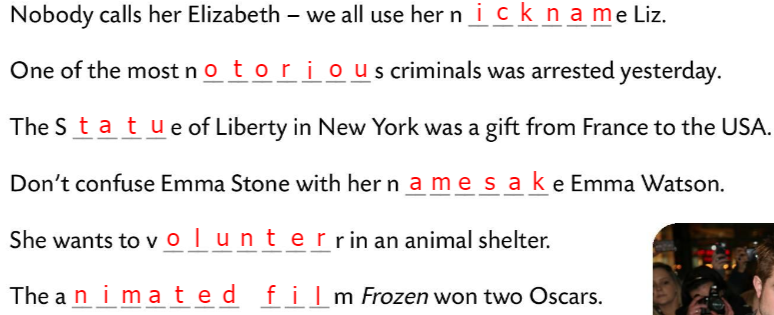 Nobody calls her Elizabeth – we all use her nickname Liz.
One of the most notorious criminals was arrested yesterday.
The Statue of Liberty in New York was a gift from France to the USA.
Don't confuse Emma Stone with her namesake Emma Watson.
She wants to volunterr in an animal shelter.
The animated film Frozen won two Oscars.